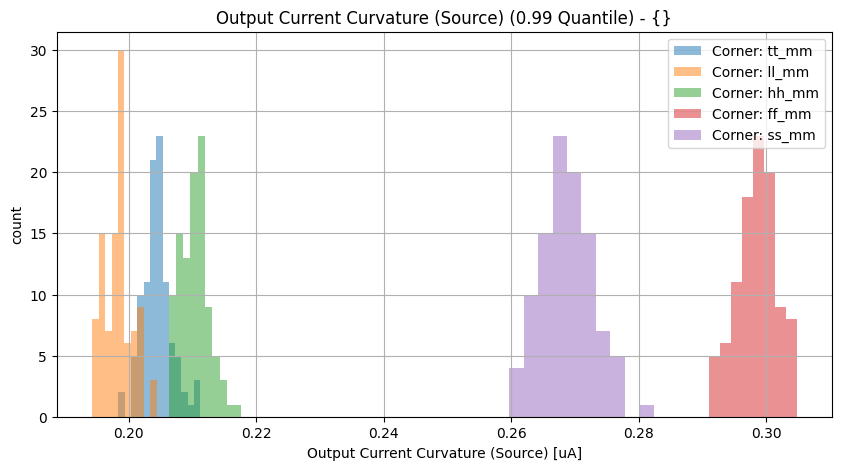 Output Current Curvature (Source) (0.99 Quantile) - {}
30
25
20
15
10
5
0
count
0.20
0.22
0.24
0.26
0.28
0.30
Output Current Curvature (Source) [uA]
Corner: tt_mm
Corner: ll_mm
Corner: hh_mm
Corner: ff_mm
Corner: ss_mm